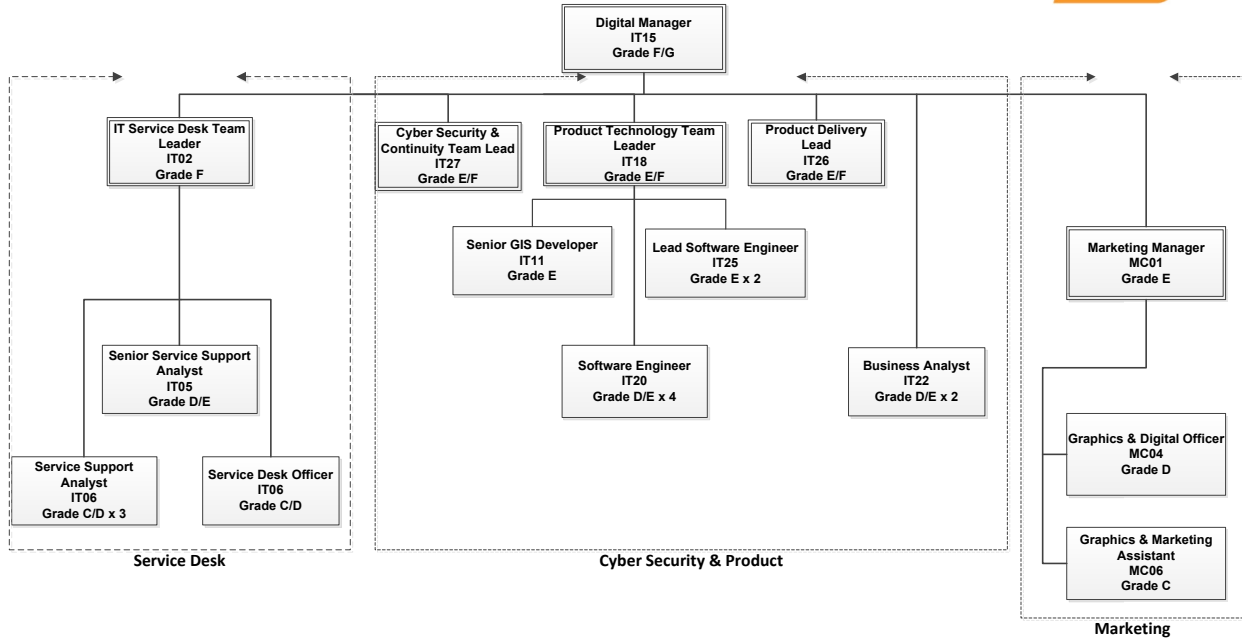 Digital Manager
IT15
Grade F/G
IT Service Desk Team
Leader
IT02
Grade F
Cyber Security &
Continuity Team Lead
IT27
Grade E/F
Product Technology Team
Leader
IT18
Grade E/F
Product Delivery
Lead
IT26
Grade E/F
Senior GIS Developer
IT11
Grade E
Lead Software Engineer
IT25
Grade E x 2
Marketing Manager
MC01
Grade E
Senior Service Support
Analyst
IT05
Grade D/E
Software Engineer
IT20
Grade D/E x 4
Business Analyst
IT22
Grade D/E x 2
Graphics & Digital Officer
MC04
Grade D
Service Support
Analyst
IT06
Grade C/D x 3
Service Desk Officer
IT06
Grade C/D
Graphics & Marketing
Assistant
MC06
Grade C
Service Desk
Cyber Security & Product
Marketing